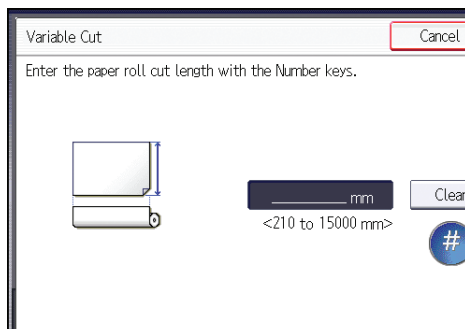 Variable Cut
Cancel
Enter the paper roll cut length with the Number keys.
mm
Clear
<210 to 15000 mm>
#